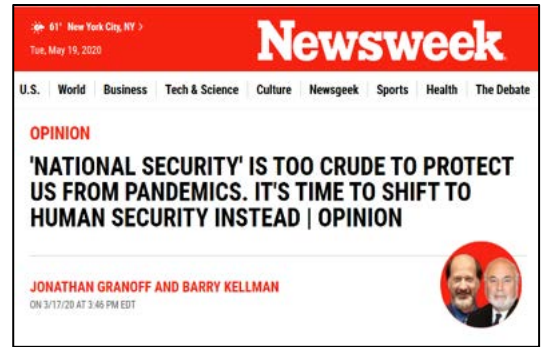 61° New York City, NY >
Tue, May 19, 2020
Newsweek
U.S. World Business Tech & Science Culture Newsgeek Sports Health The Debate
OPINION
'NATIONAL SECURITY' IS TOO CRUDE TO PROTECT
US FROM PANDEMICS. IT'S TIME TO SHIFT TO
HUMAN SECURITY INSTEAD | OPINION
JONATHAN GRANOFF AND BARRY KELLMAN
ON 3/17/20 AT 3:46 PM EDT